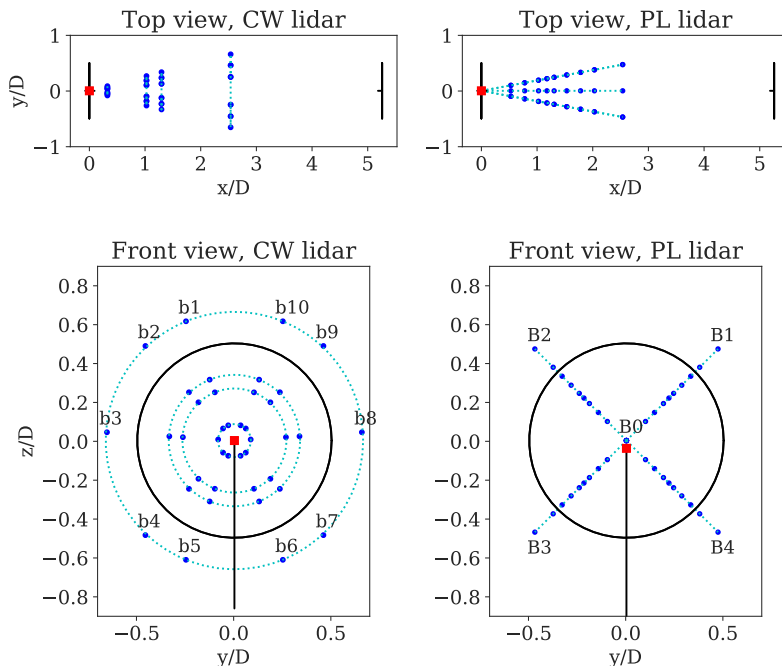 Top view, CW lidar
Top view, PL lidar
1
0
−1
y/D
0 1 2 3 4 5
x/D
1
0
−1
0 1 2 3 4 5
x/D
Front view, CW lidar
Front view, PL lidar
0.8
0.6
0.4
0.2
0.0
−0.2
−0.4
−0.6
−0.8
z/D
b1 b10
b2 b9
b3 b8
b4 b7
b5 b6
−0.5 0.0 0.5
y/D
0.8
0.6
0.4
0.2
0.0
−0.2
−0.4
−0.6
−0.8
B2 B1
B0
B3 B4
−0.5 0.0 0.5
y/D